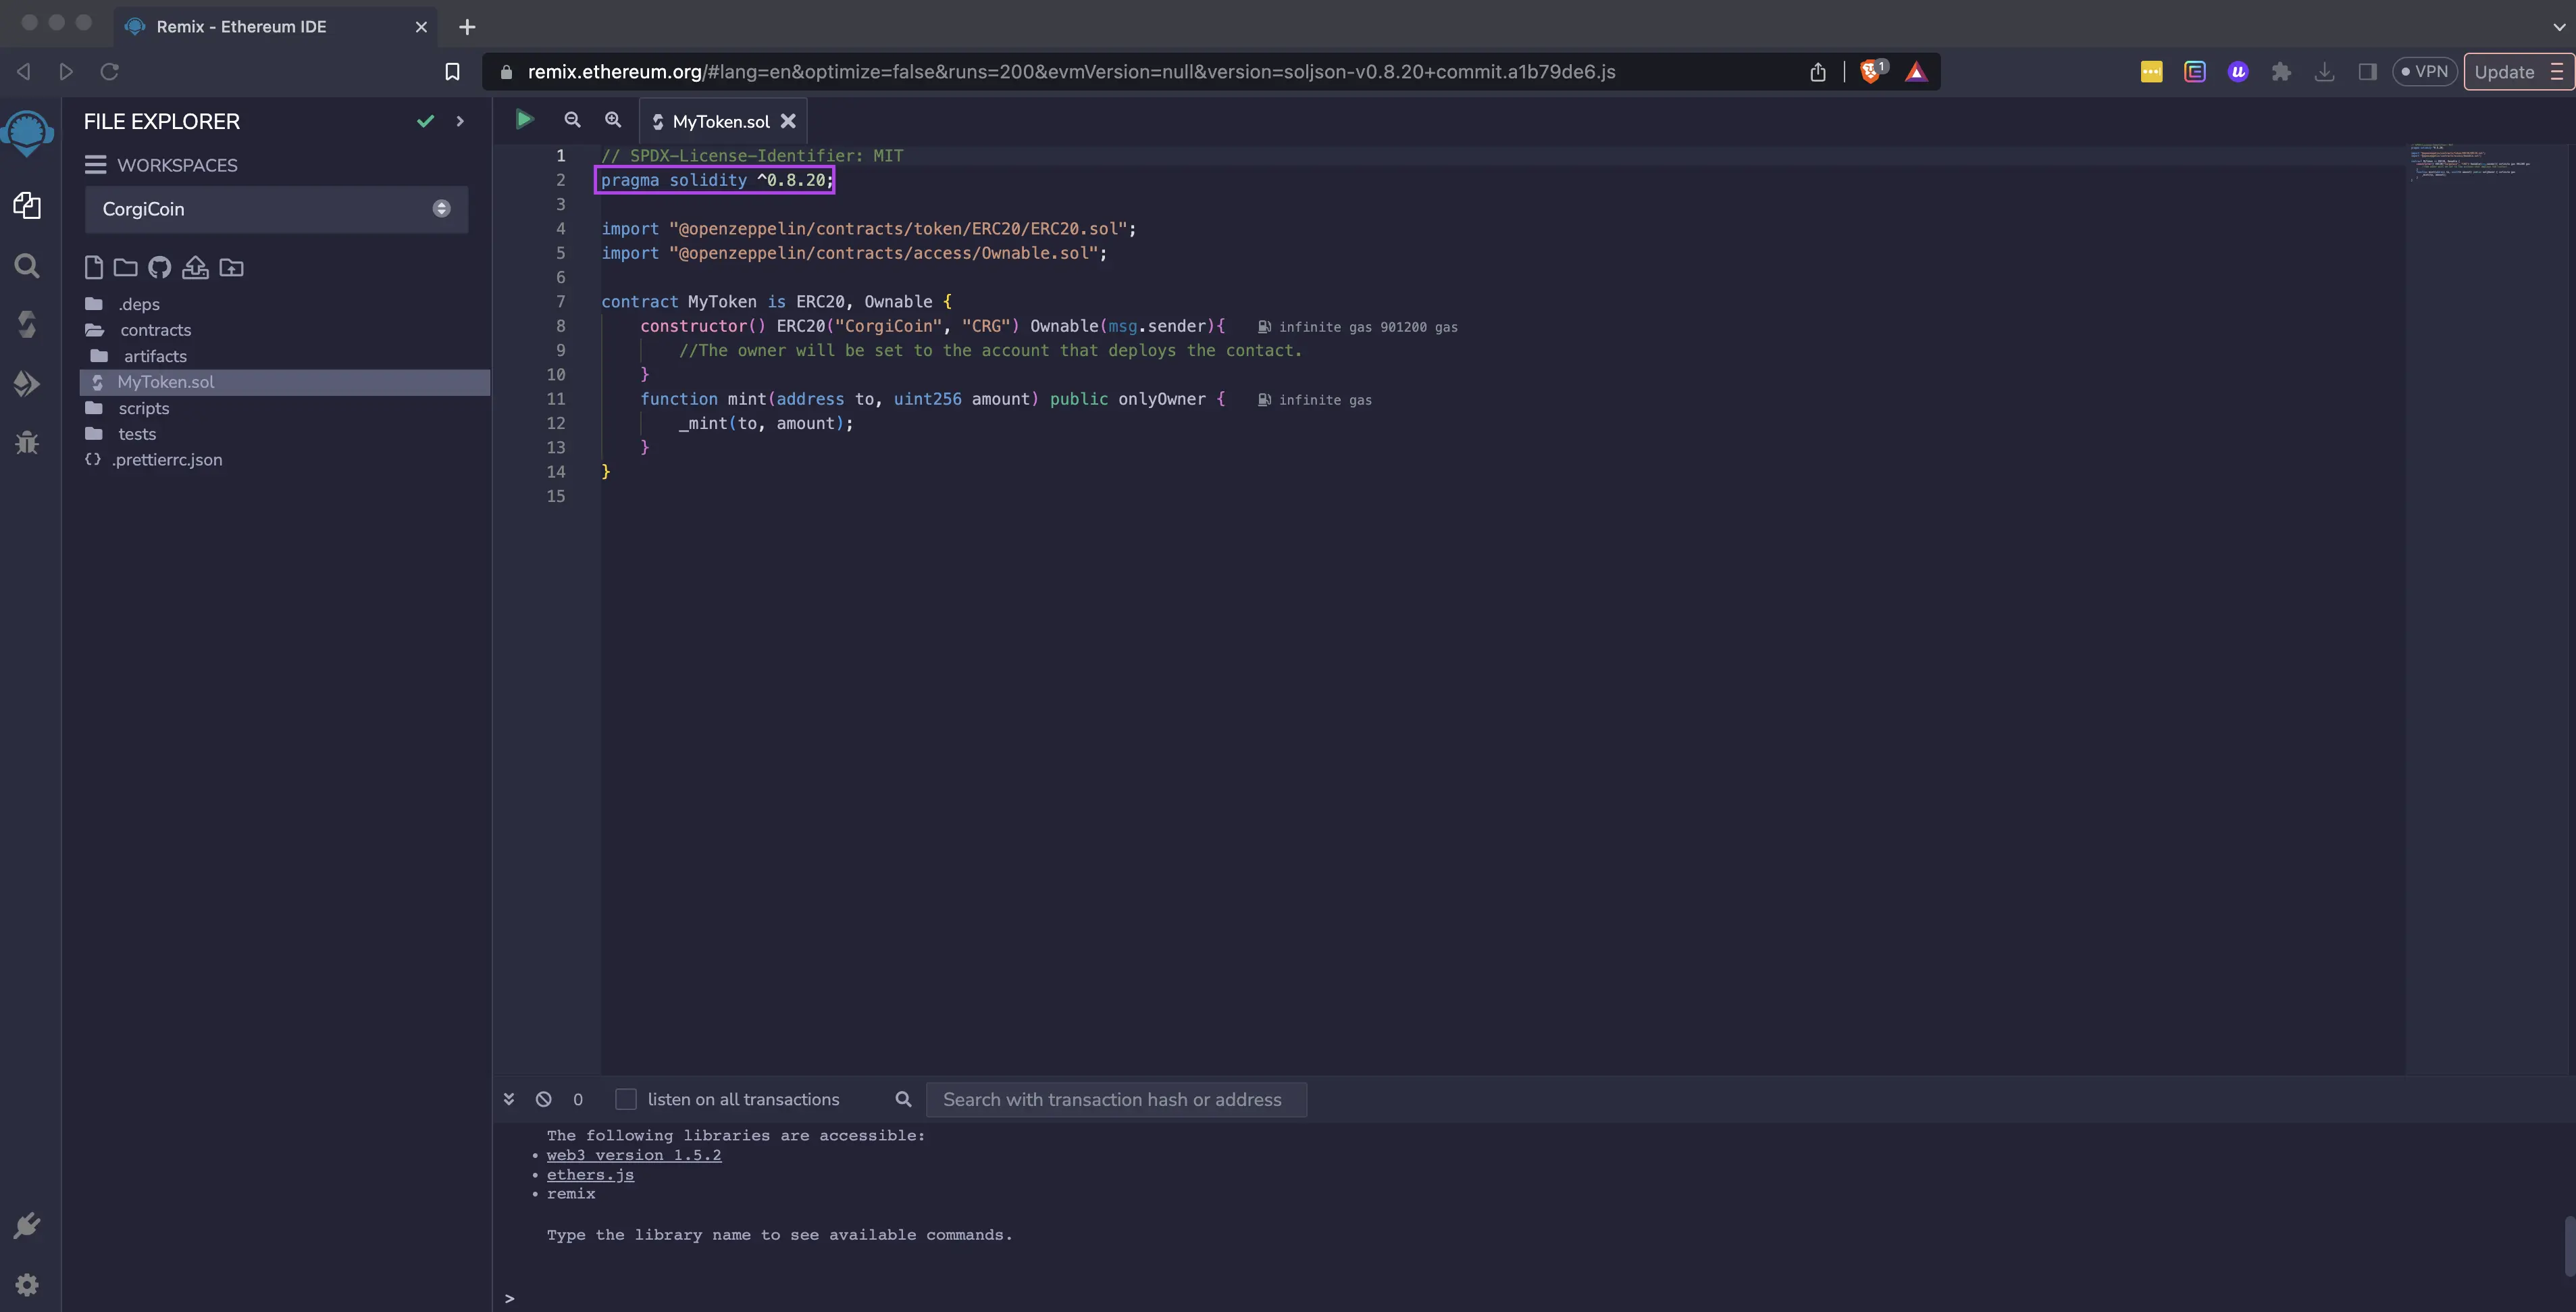 Remix - Ethereum IDE
remix.ethereum.org/#lang=en&optimize=false&runs=200&evmVersion=null&version=soljson-v0.8.20+commit.a1b79de6.js
1
VPN
Update
FILE EXPLORER
WORKSPACES
CorgiCoin
.deps
contracts
artifacts
MyToken.sol
scripts
tests
{} .prettierrc.json
MyToken.sol
1 // SPDX-License-Identifier: MIT
2 pragma solidity ^0.8.20;
3
4 import "@openzeppelin/contracts/token/ERC20/ERC20.sol";
5 import "@openzeppelin/contracts/access/Ownable.sol";
6
7 contract MyToken is ERC20, Ownable {
8 constructor() ERC20("CorgiCoin", "CRG") Ownable(msg.sender){ infinite gas 901200 gas
9 //The owner will be set to the account that deploys the contact.
10 }
11 function mint(address to, uint256 amount) public onlyOwner { infinite gas
12 _mint(to, amount);
13 }
14 }
15
0 listen on all transactions Search with transaction hash or address
The following libraries are accessible:
• web3 version 1.5.2
• ethers.js
• remix
Type the library name to see available commands.
>